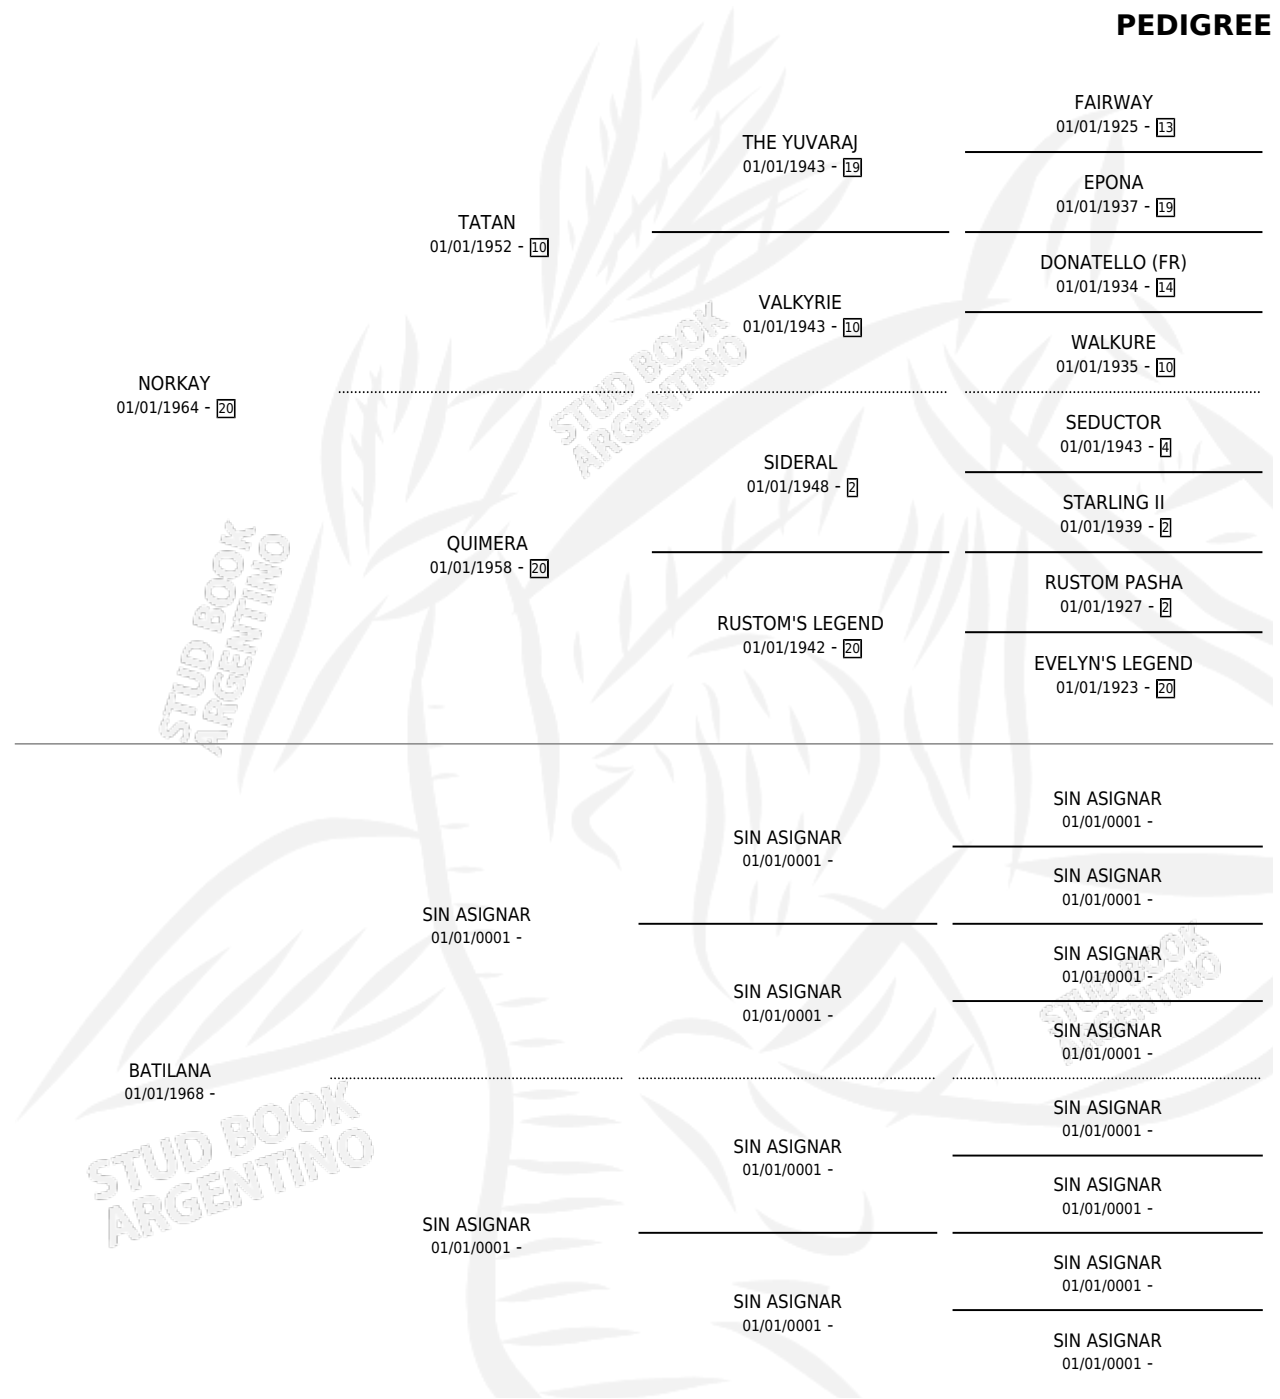 PEDIGREE
FAIRWAY
01/01/1925 - 13
THE YUVARAJ
01/01/1943 - 19
EPONA
01/01/1937 - 19
TATAN
01/01/1952 - 10
DONATELLO (FR)
01/01/1934 - 14
VALKYRIE
01/01/1943 - 10
WALKURE
01/01/1935 - 10
NORKAY
01/01/1964 - 20
SEDUCTOR
01/01/1943 - 4
SIDERAL
01/01/1948 - 2
STARLING II
01/01/1939 - 2
QUIMERA
01/01/1958 - 20
RUSTOM PASHA
01/01/1927 - 2
RUSTOM'S LEGEND
01/01/1942 - 20
EVELYN'S LEGEND
01/01/1923 - 20
STUD BOOK
ARGENTINO
STUD BOOK
ARGENTINO
SIN ASIGNAR
01/01/0001 -
SIN ASIGNAR
01/01/0001 -
SIN ASIGNAR
01/01/0001 -
SIN ASIGNAR
01/01/0001 -
SIN ASIGNAR
01/01/0001 -
SIN ASIGNAR
01/01/0001 -
SIN ASIGNAR
01/01/0001 -
BATILANA
01/01/1968 -
SIN ASIGNAR
01/01/0001 -
SIN ASIGNAR
01/01/0001 -
SIN ASIGNAR
01/01/0001 -
SIN ASIGNAR
01/01/0001 -
SIN ASIGNAR
01/01/0001 -
SIN ASIGNAR
01/01/0001 -
SIN ASIGNAR
01/01/0001 -
STUD BOOK
ARGENTINO
STUD BOOK
ARGENTINO